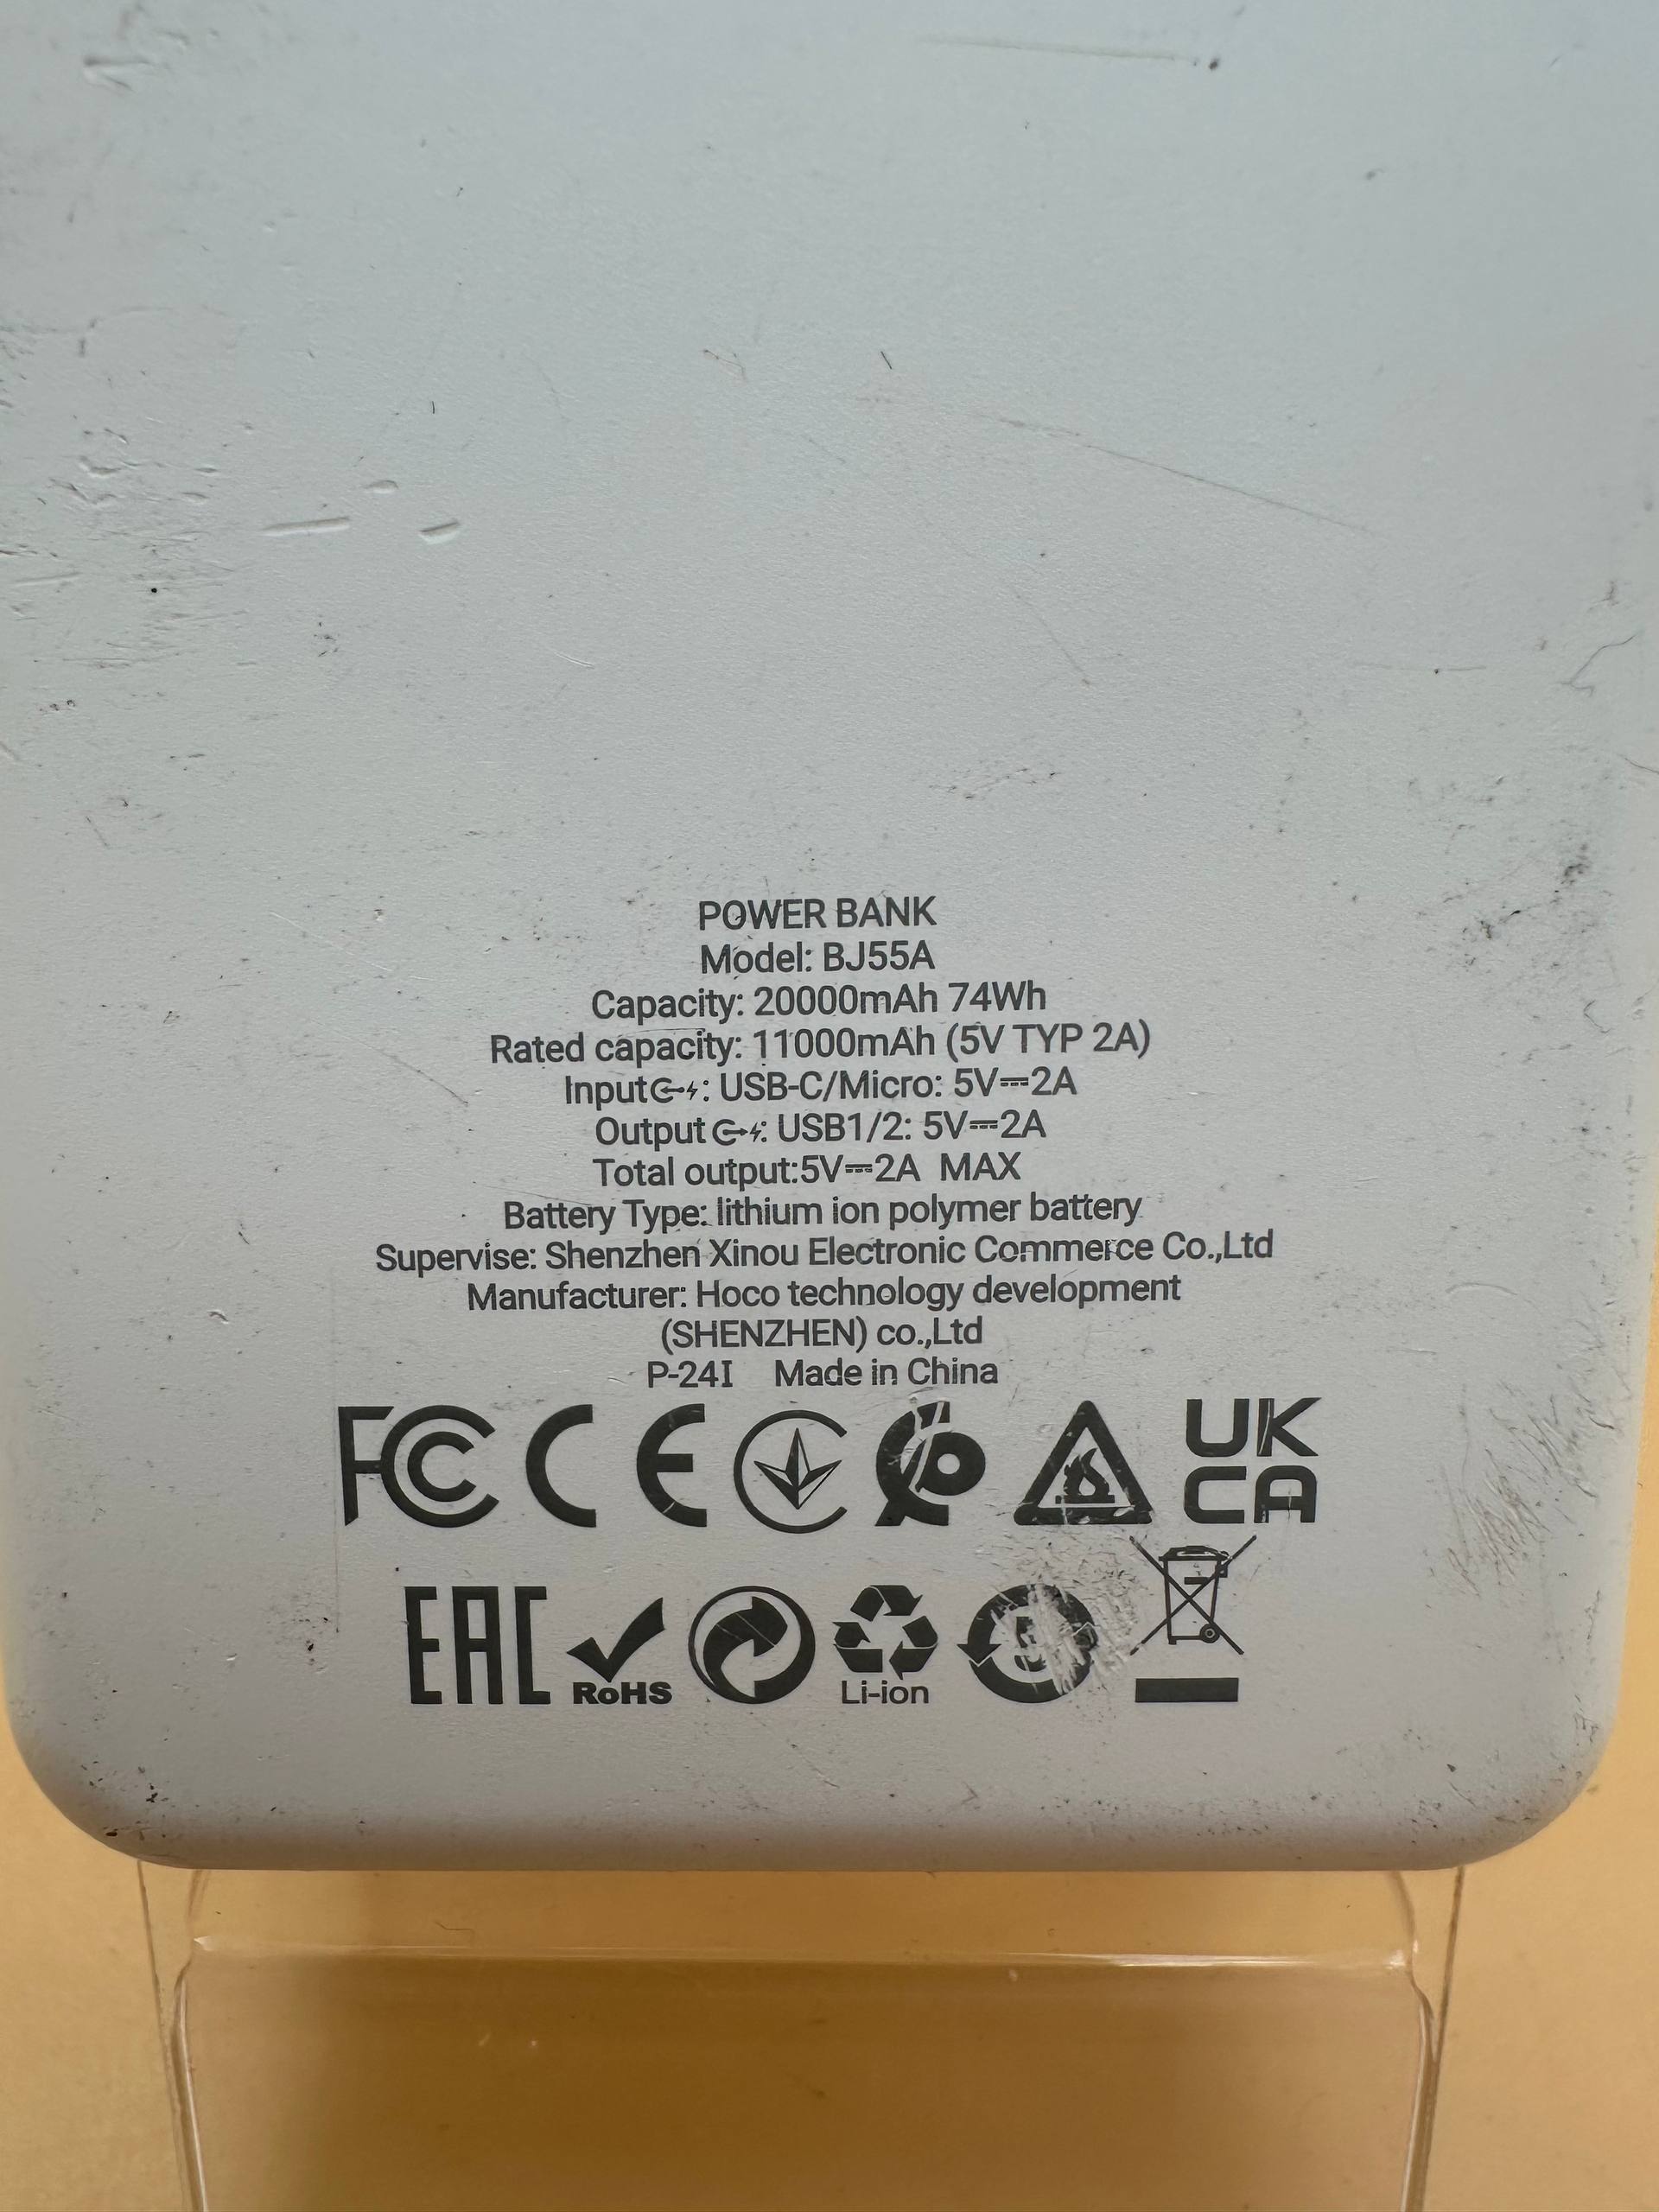 POWER BANK
Model: BJ55A
Capacity: 20000mAh 74Wh
Rated capacity: 11000mAh (5V TYP 2A)
Input: USB-C/Micro: 5V⎓2A
Output: USB1/2: 5V⎓2A
Total output:5V⎓2A MAX
Battery Type: lithium ion polymer battery
Supervise: Shenzhen Xinou Electronic Commerce Co.,Ltd
Manufacturer: Hoco technology development
(SHENZHEN) co.,Ltd
P-24I Made in China
FC CE UK
CA
EAC RoHS Li-ion